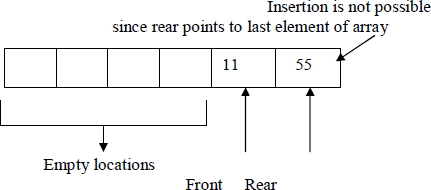 Insertion is not possible
since rear points to last element of array
11 55
Empty locations
Front Rear